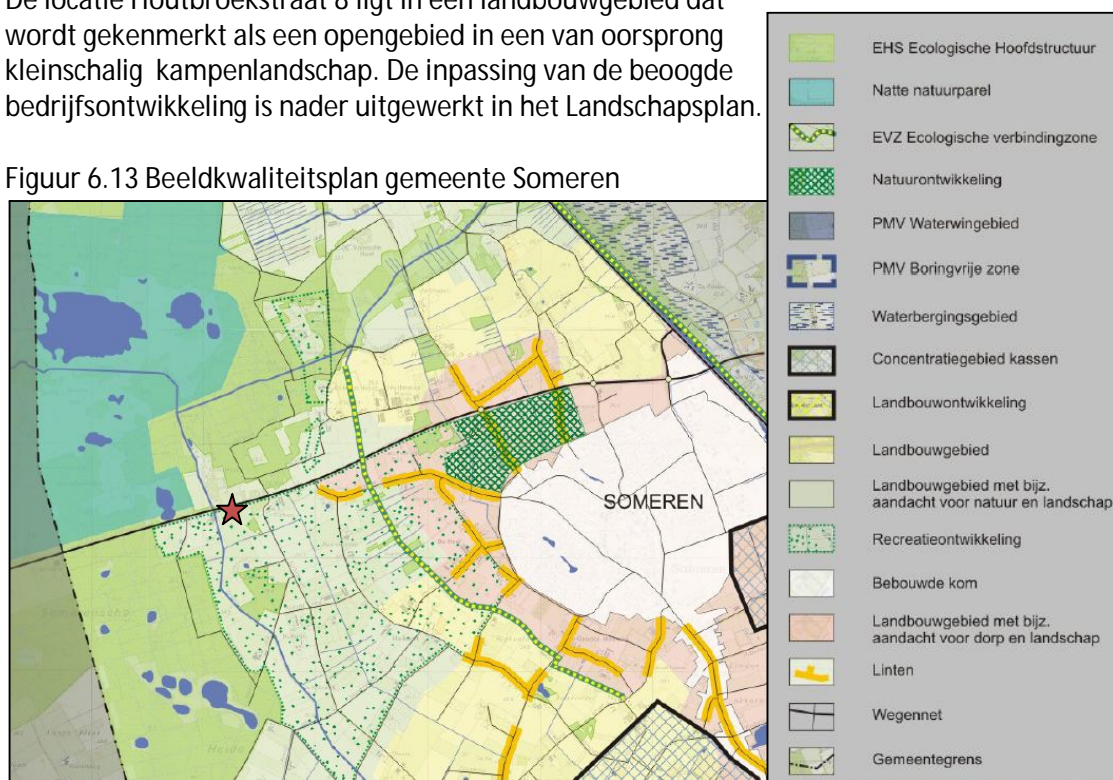 De locatie Houtbroekstraat 8 ligt in een landbouwgebied dat
wordt gekenmerkt als een opengebied in een van oorsprong
kleinschalig kampenlandschap. De inpassing van de beoogde
bedrijfsontwikkeling is nader uitgewerkt in het Landschapsplan.
Figuur 6.13 Beeldkwaliteitsplan gemeente Someren
SOMEREN
EHS Ecologische Hoofdstructuur
Natte natuurparel
EVZ Ecologische verbindingzone
Natuurontwikkeling
PMV Waterwingebied
PMV Boringvrije zone
Waterbergingsgebied
Concentratiegebied kassen
Landbouwontwikkeling
Landbouwgebied
Landbouwgebied met bijz.
aandacht voor natuur en landschap
Recreatieontwikkeling
Bebouwde kom
Landbouwgebied met bijz.
aandacht voor dorp en landschap
Linten
Wegennet
Gemeentegrens